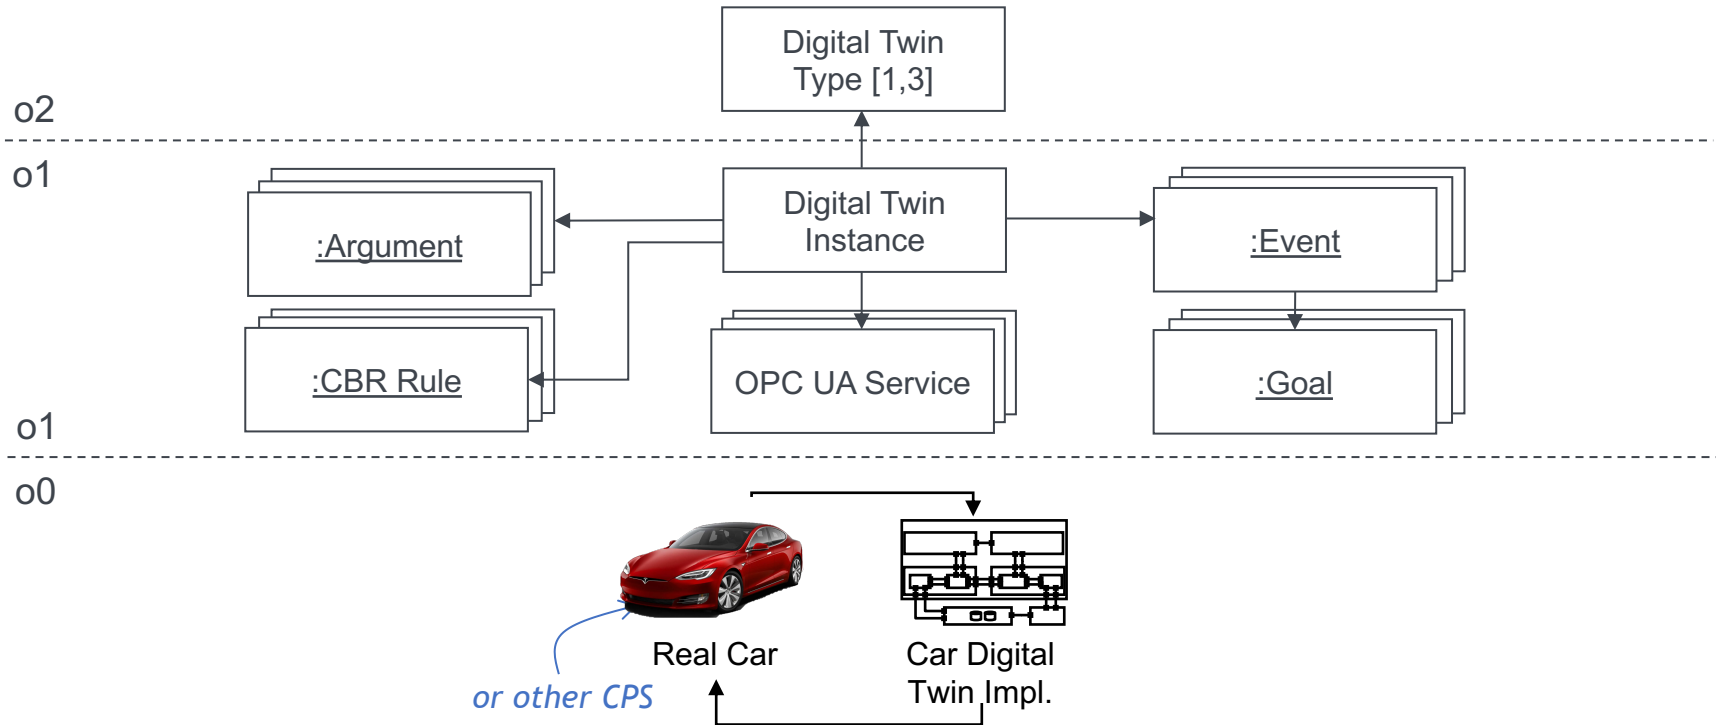 Digital Twin
Type [1,3]
o2
o1
:Argument
Digital Twin
Instance
:Event
:CBR Rule
OPC UA Service
:Goal
o1
o0
Real Car
Car Digital
Twin Impl.
or other CPS